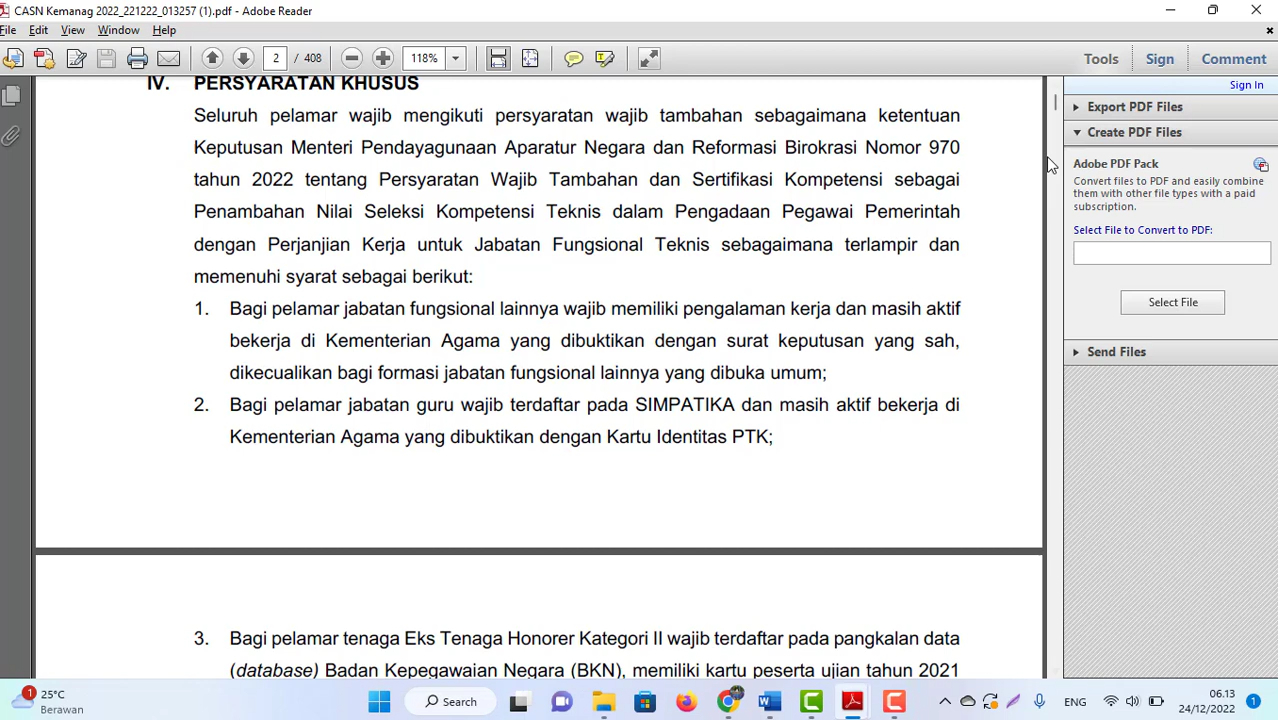 CASN Kemanag 2022_221222_013257 (1).pdf - Adobe Reader
File Edit View Window Help
2 / 408 118% Tools Sign Comment
Sign In
Export PDF Files
Create PDF Files
Adobe PDF Pack
Convert files to PDF and easily combine
them with other file types with a paid
subscription.
Select File to Convert to PDF:
Select File
Send Files
IV. PERSYARATAN KHUSUS
Seluruh pelamar wajib mengikuti persyaratan wajib tambahan sebagaimana ketentuan
Keputusan Menteri Pendayagunaan Aparatur Negara dan Reformasi Birokrasi Nomor 970
tahun 2022 tentang Persyaratan Wajib Tambahan dan Sertifikasi Kompetensi sebagai
Penambahan Nilai Seleksi Kompetensi Teknis dalam Pengadaan Pegawai Pemerintah
dengan Perjanjian Kerja untuk Jabatan Fungsional Teknis sebagaimana terlampir dan
memenuhi syarat sebagai berikut:
1. Bagi pelamar jabatan fungsional lainnya wajib memiliki pengalaman kerja dan masih aktif
bekerja di Kementerian Agama yang dibuktikan dengan surat keputusan yang sah,
dikecualikan bagi formasi jabatan fungsional lainnya yang dibuka umum;
2. Bagi pelamar jabatan guru wajib terdaftar pada SIMPATIKA dan masih aktif bekerja di
Kementerian Agama yang dibuktikan dengan Kartu Identitas PTK;
3. Bagi pelamar tenaga Eks Tenaga Honorer Kategori II wajib terdaftar pada pangkalan data
(database) Badan Kepegawaian Negara (BKN), memiliki kartu peserta ujian tahun 2021
1
25°C
Berawan
Search
ENG
06.13
24/12/2022
1